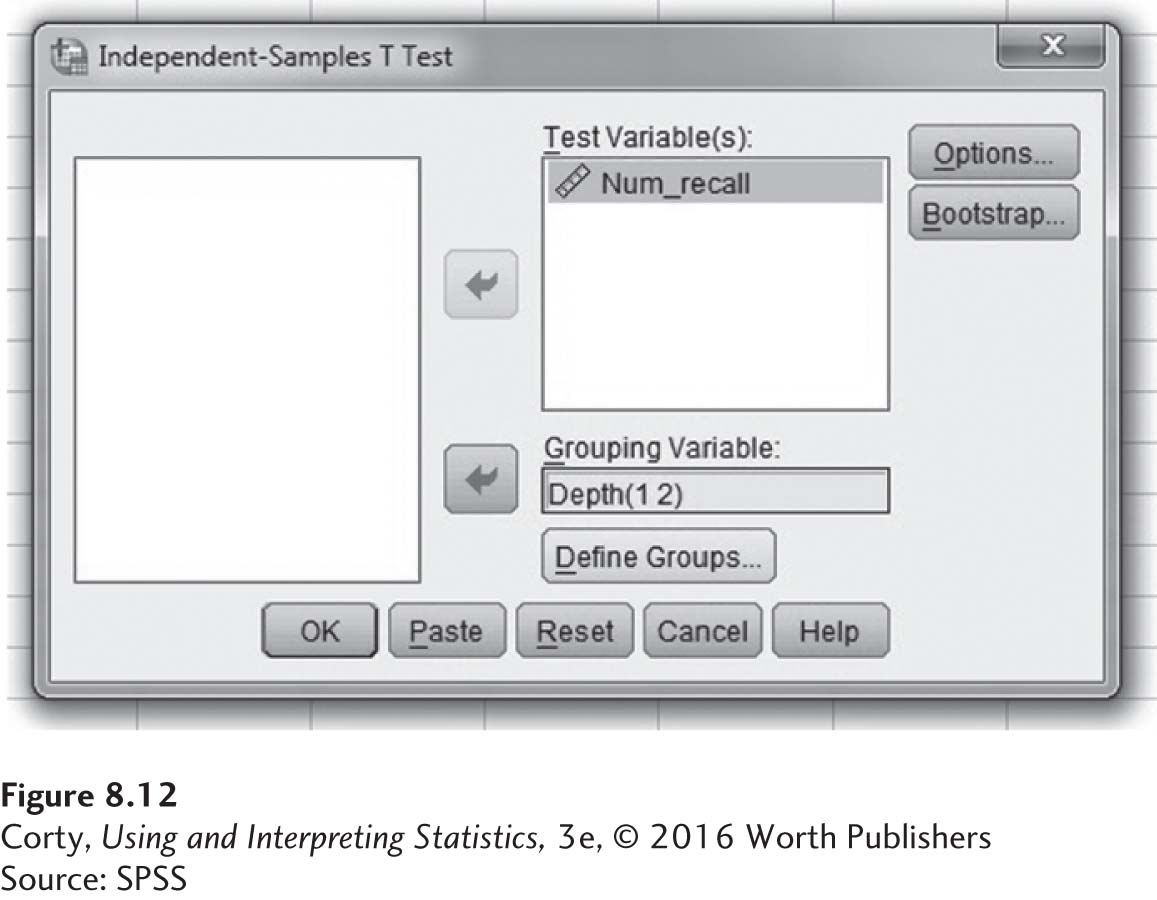 Independent-Samples T Test
X
Test Variable(s):
Num_recall
Options...
Bootstrap...
Grouping Variable:
Depth(1 2)
Define Groups...
OK
Paste
Reset
Cancel
Help
Figure 8.12
Corty, Using and Interpreting Statistics, 3e, © 2016 Worth Publishers
Source: SPSS